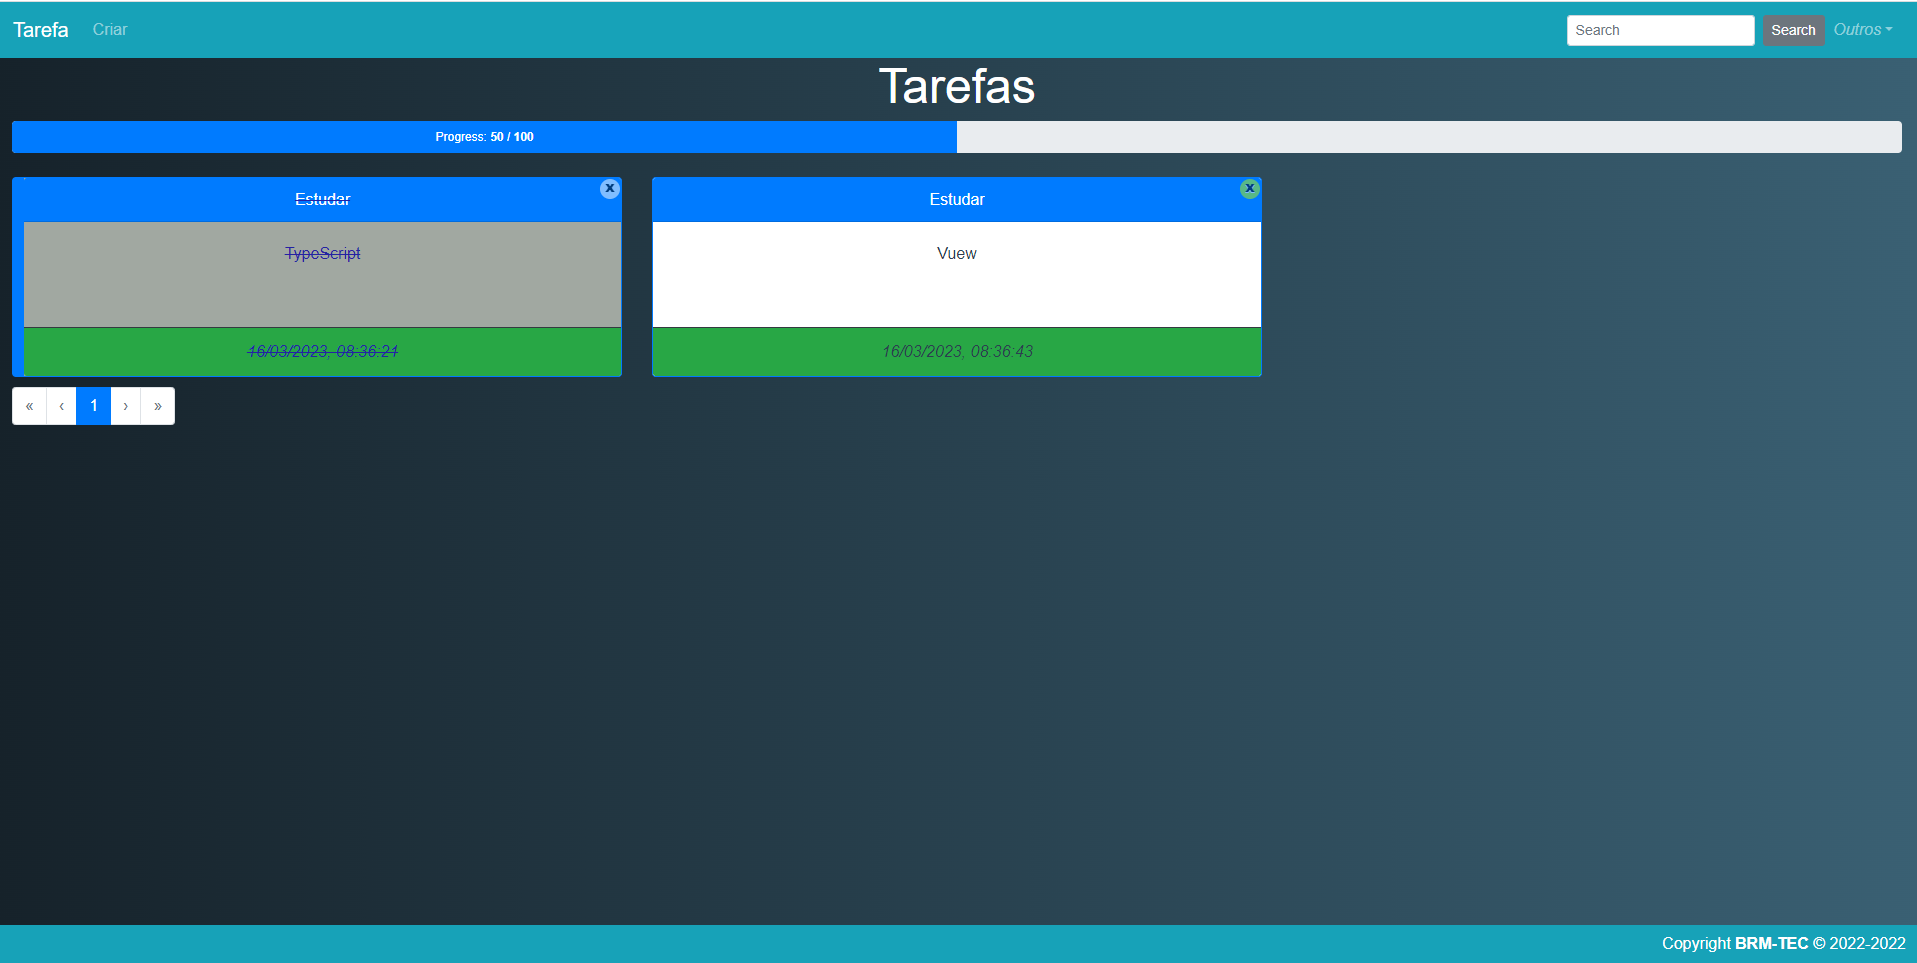 Tarefa Criar Search Search Outros
Tarefas
Progress: 50 / 100
Estudar x
TypeScript
16/03/2023, 08:36:21
Estudar x
Vuew
16/03/2023, 08:36:43
« ‹ 1 › »
Copyright BRM-TEC © 2022-2022